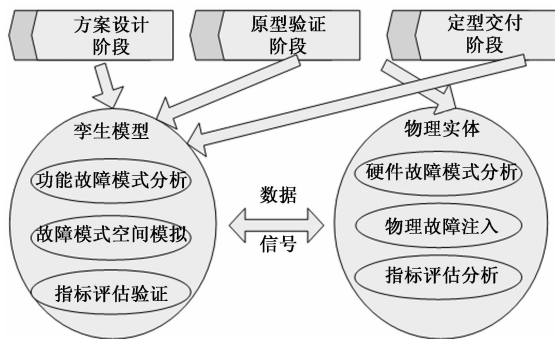 方案设计
阶段
原型验证
阶段
定型交付
阶段
孪生模型
功能故障模式分析
故障模式空间模拟
指标评估验证
数据
信号
物理实体
硬件故障模式分析
物理故障注入
指标评估分析